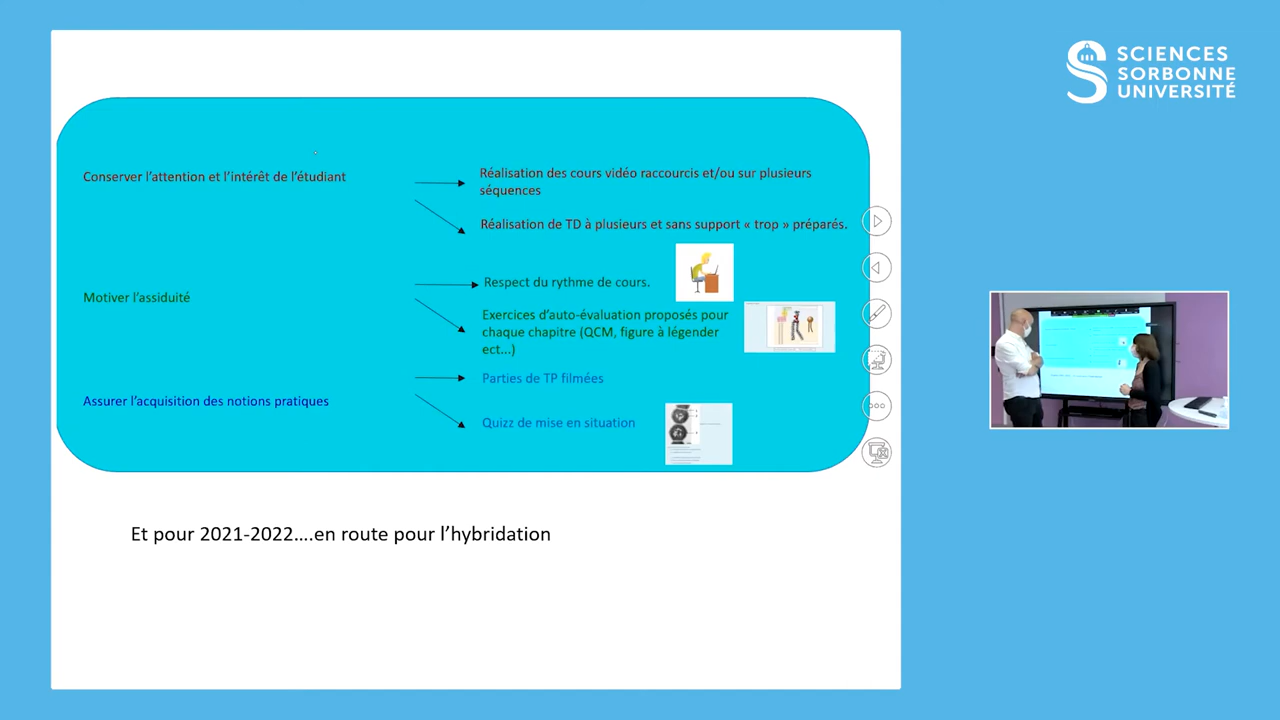 SCIENCES
SORBONNE
UNIVERSITÉ
Conserver l'attention et l'intérêt de l'étudiant
Réalisation des cours vidéo raccourcis et/ou sur plusieurs
séquences
Réalisation de TD à plusieurs et sans support « trop » préparés.
Motiver l'assiduité
Respect du rythme de cours.
Exercices d'auto-évaluation proposés pour
chaque chapitre (QCM, figure à légender
ect...)
Assurer l'acquisition des notions pratiques
Parties de TP filmées
Quizz de mise en situation
Et pour 2021-2022....en route pour l'hybridation